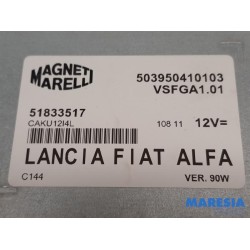 MAGNETI MARELLI
503950410103
VSFGA1.01
51833517
CAKU12I4L
108 11
12V=
LANCIA FIAT ALFA
C144
VER. 90W
MARESIA